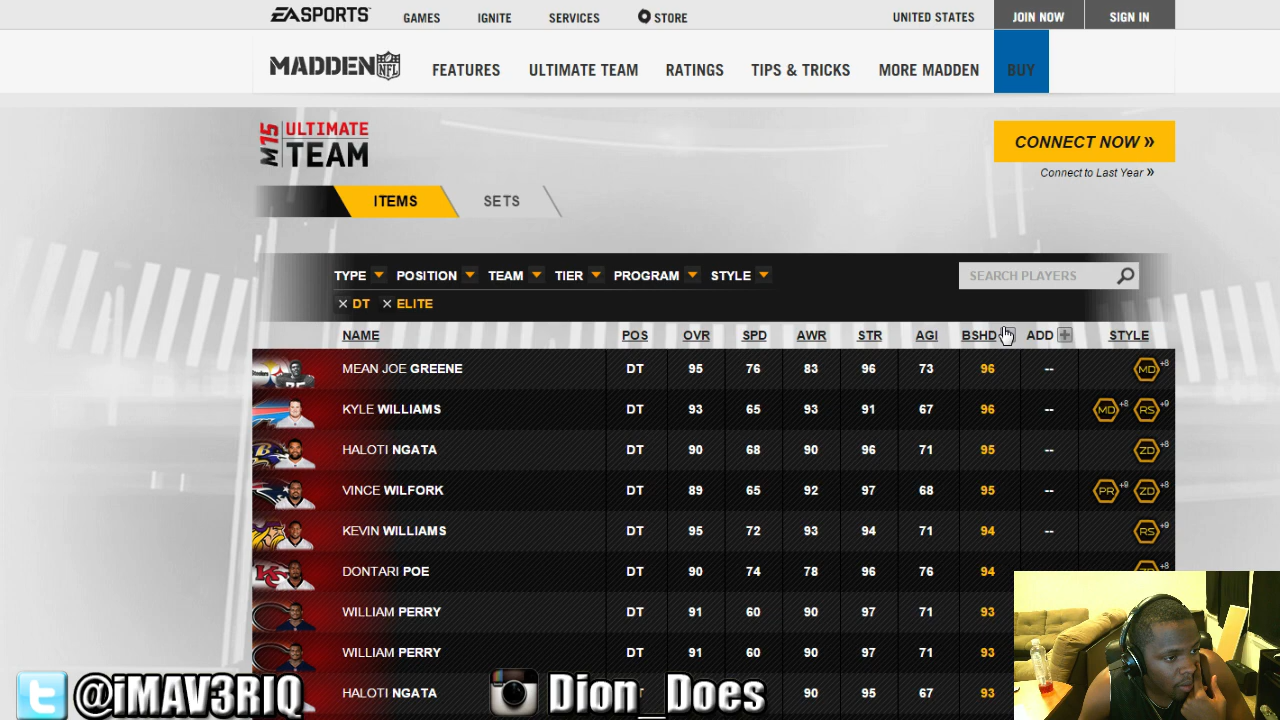 EA SPORTS GAMES IGNITE SERVICES STORE UNITED STATES JOIN NOW SIGN IN
MADDEN NFL FEATURES ULTIMATE TEAM RATINGS TIPS & TRICKS MORE MADDEN BUY
M15 ULTIMATE TEAM
CONNECT NOW »
Connect to Last Year »
ITEMS SETS
TYPE POSITION TEAM TIER PROGRAM STYLE SEARCH PLAYERS
× DT × ELITE
NAME POS OVR SPD AWR STR AGI BSHD ADD + STYLE
MEAN JOE GREENE DT 95 76 83 96 73 96 -- MD +8
KYLE WILLIAMS DT 93 65 93 91 67 96 -- MD +8 RS +9
HALOTI NGATA DT 90 68 90 96 71 95 -- ZD +8
VINCE WILFORK DT 89 65 92 97 68 95 -- PR +9 ZD +8
KEVIN WILLIAMS DT 95 72 93 94 71 94 -- RS +9
DONTARI POE DT 90 74 78 96 76 94 -- ZD +8
WILLIAM PERRY DT 91 60 90 97 71 93
WILLIAM PERRY DT 91 60 90 97 71 93
HALOTI NGATA 90 95 67 93
@iMAV3RIQ Dion_Does